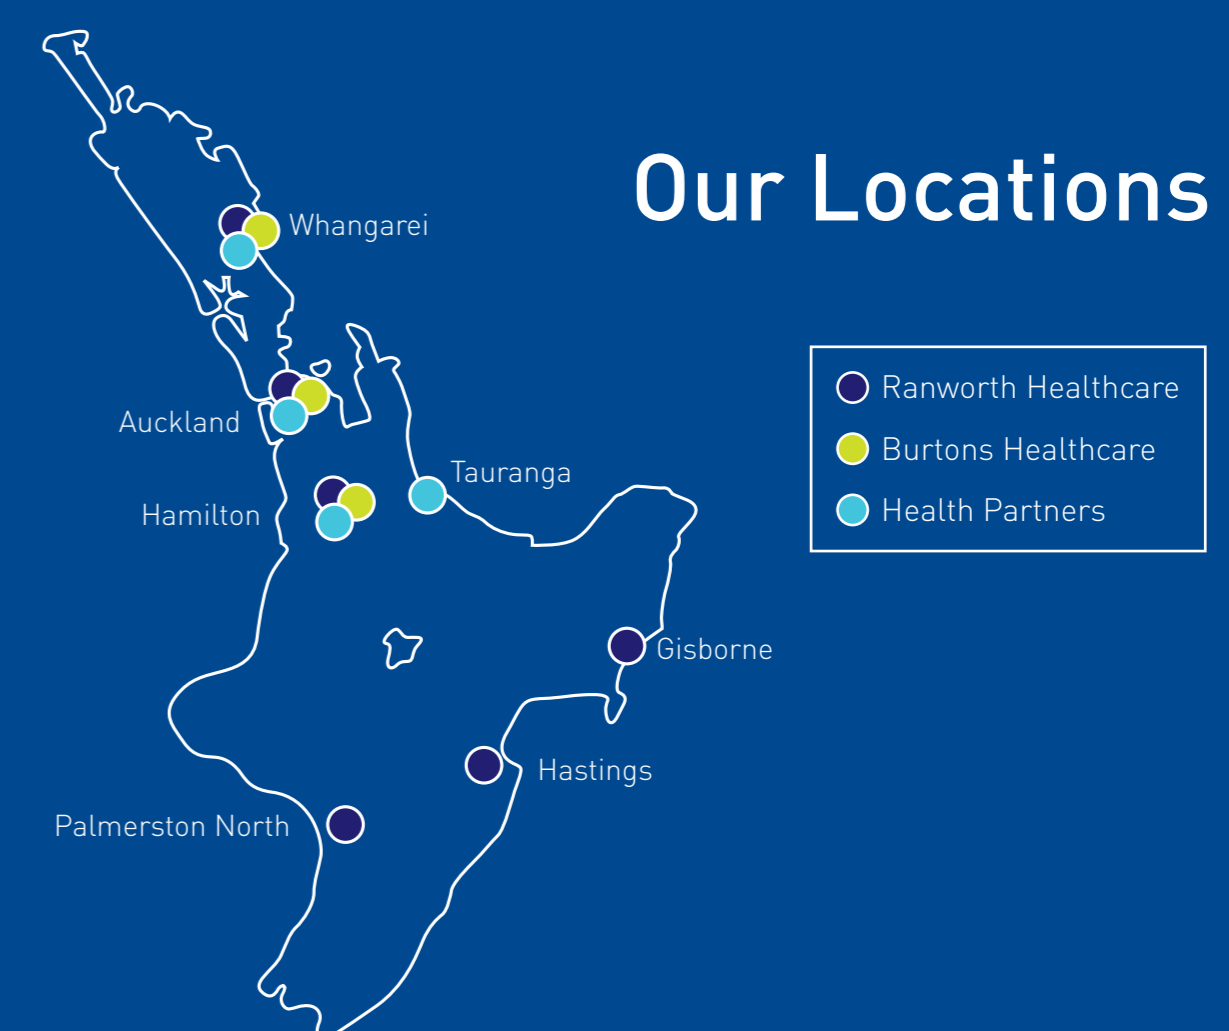 Our Locations
Whangarei
Ranworth Healthcare
Auckland
Burtons Healthcare
Tauranga
Hamilton
Health Partners
Gisborne
Hastings
Palmerston North